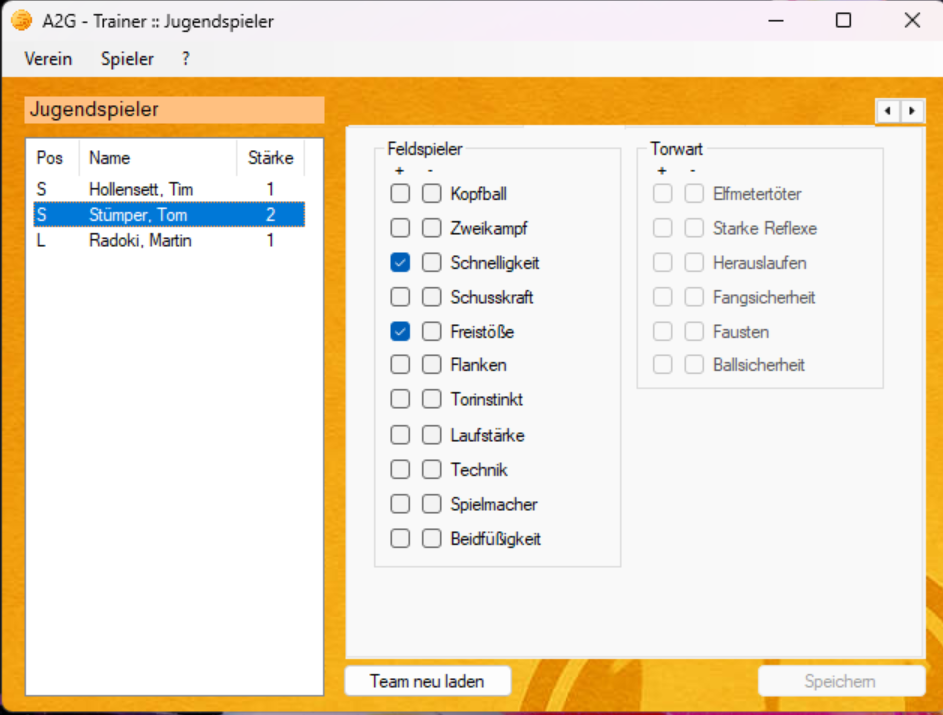 A2G - Trainer :: Jugendspieler
Verein Spieler ?
Jugendspieler
Pos Name Stärke
S Hollensett, Tim 1
S Stümper, Tom 2
L Radoki, Martin 1
Feldspieler
+ -
Kopfball
Zweikampf
Schnelligkeit
Schusskraft
Freistöße
Flanken
Torinstinkt
Laufstärke
Technik
Spielmacher
Beidfüßigkeit
Torwart
+ -
Elfmetertöter
Starke Reflexe
Herauslaufen
Fangsicherheit
Fausten
Ballsicherheit
Team neu laden
Speichern